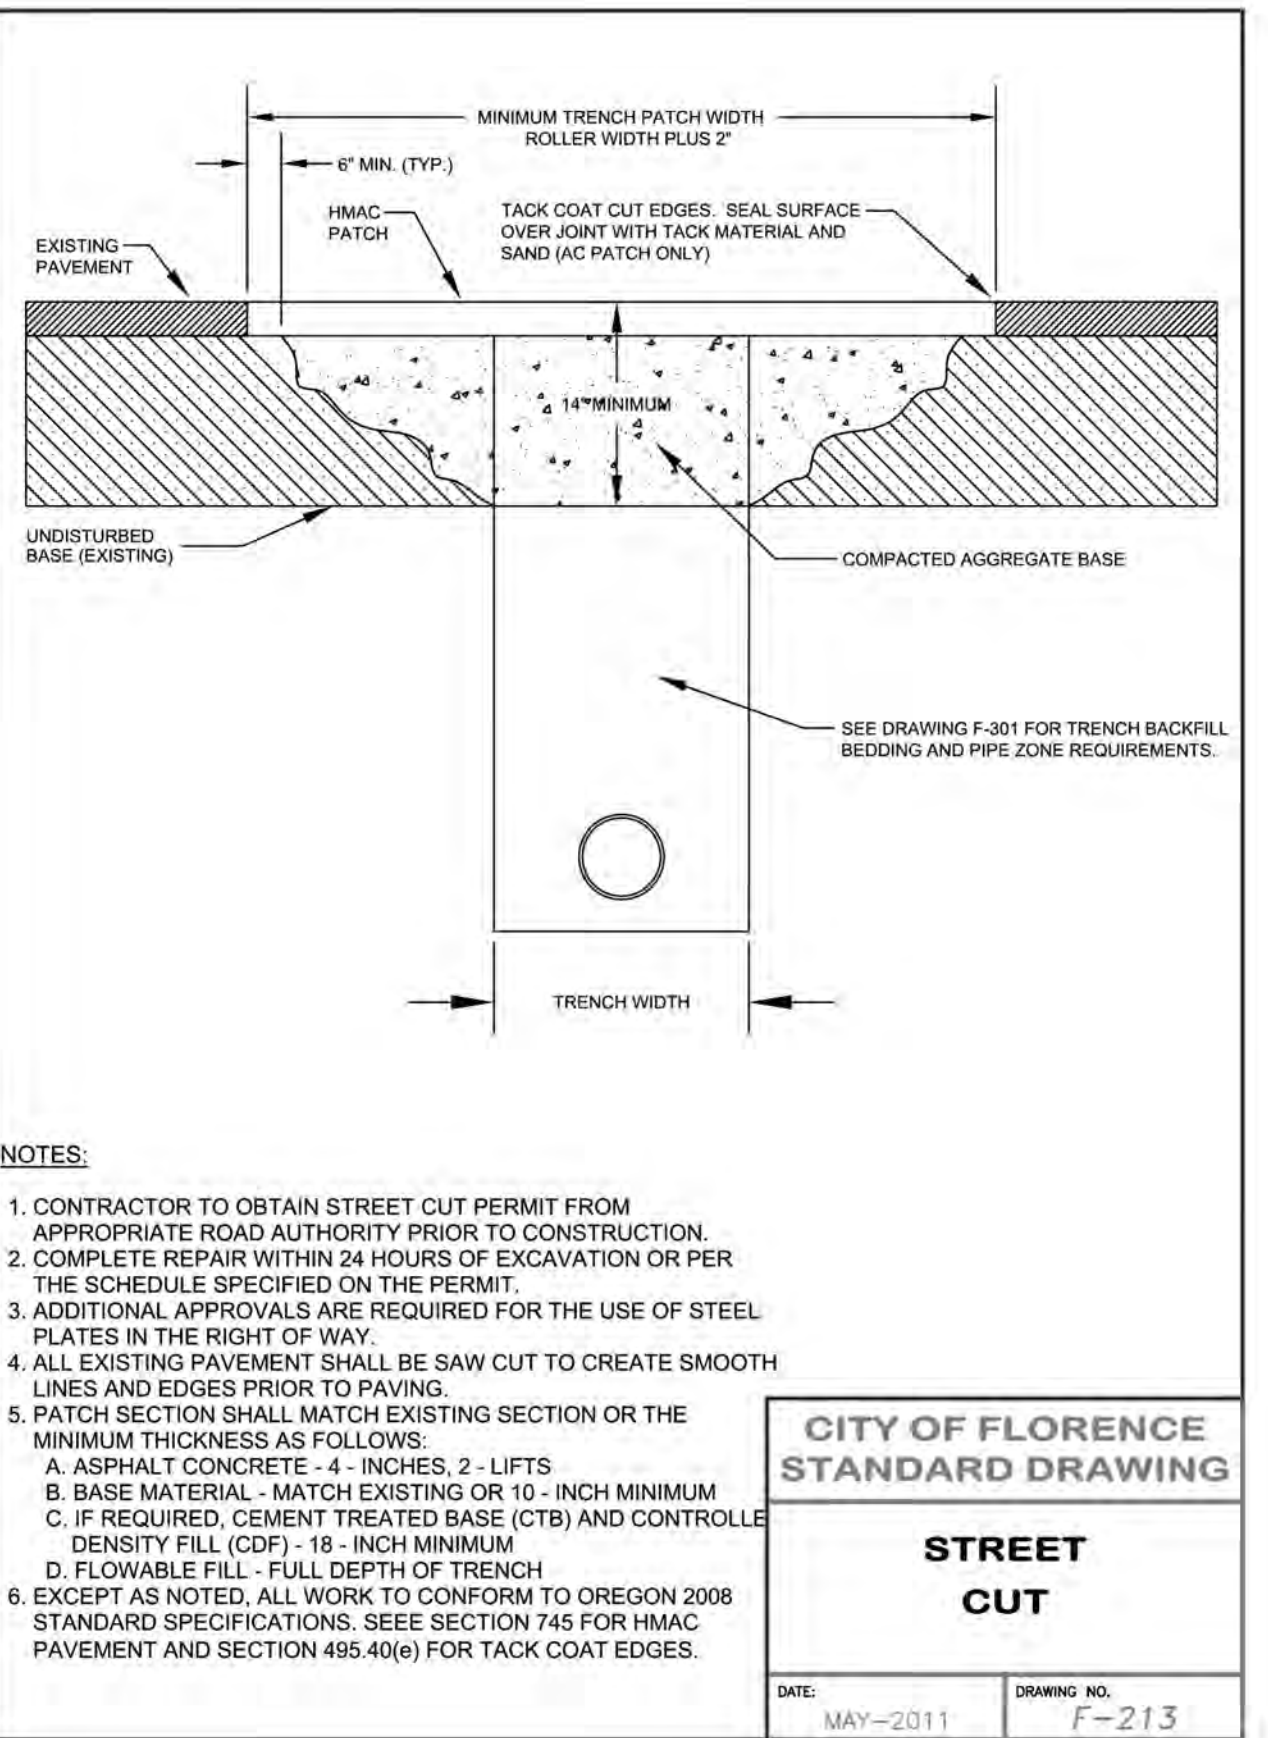 MINIMUM TRENCH PATCH WIDTH
ROLLER WIDTH PLUS 2"
6" MIN. (TYP.)
HMAC
PATCH
TACK COAT CUT EDGES. SEAL SURFACE
OVER JOINT WITH TACK MATERIAL AND
SAND (AC PATCH ONLY)
EXISTING
PAVEMENT
14" MINIMUM
UNDISTURBED
BASE (EXISTING)
COMPACTED AGGREGATE BASE
SEE DRAWING F-301 FOR TRENCH BACKFILL
BEDDING AND PIPE ZONE REQUIREMENTS.
TRENCH WIDTH
NOTES:
1. CONTRACTOR TO OBTAIN STREET CUT PERMIT FROM
APPROPRIATE ROAD AUTHORITY PRIOR TO CONSTRUCTION.
2. COMPLETE REPAIR WITHIN 24 HOURS OF EXCAVATION OR PER
THE SCHEDULE SPECIFIED ON THE PERMIT.
3. ADDITIONAL APPROVALS ARE REQUIRED FOR THE USE OF STEEL
PLATES IN THE RIGHT OF WAY.
4. ALL EXISTING PAVEMENT SHALL BE SAW CUT TO CREATE SMOOTH
LINES AND EDGES PRIOR TO PAVING.
5. PATCH SECTION SHALL MATCH EXISTING SECTION OR THE
MINIMUM THICKNESS AS FOLLOWS:
A. ASPHALT CONCRETE - 4 - INCHES, 2 - LIFTS
B. BASE MATERIAL - MATCH EXISTING OR 10 - INCH MINIMUM
C. IF REQUIRED, CEMENT TREATED BASE (CTB) AND CONTROLLE
DENSITY FILL (CDF) - 18 - INCH MINIMUM
D. FLOWABLE FILL - FULL DEPTH OF TRENCH
6. EXCEPT AS NOTED, ALL WORK TO CONFORM TO OREGON 2008
STANDARD SPECIFICATIONS. SEEE SECTION 745 FOR HMAC
PAVEMENT AND SECTION 495.40(e) FOR TACK COAT EDGES.
CITY OF FLORENCE
STANDARD DRAWING
STREET
CUT
DATE:
MAY-2011
DRAWING NO.
F-213